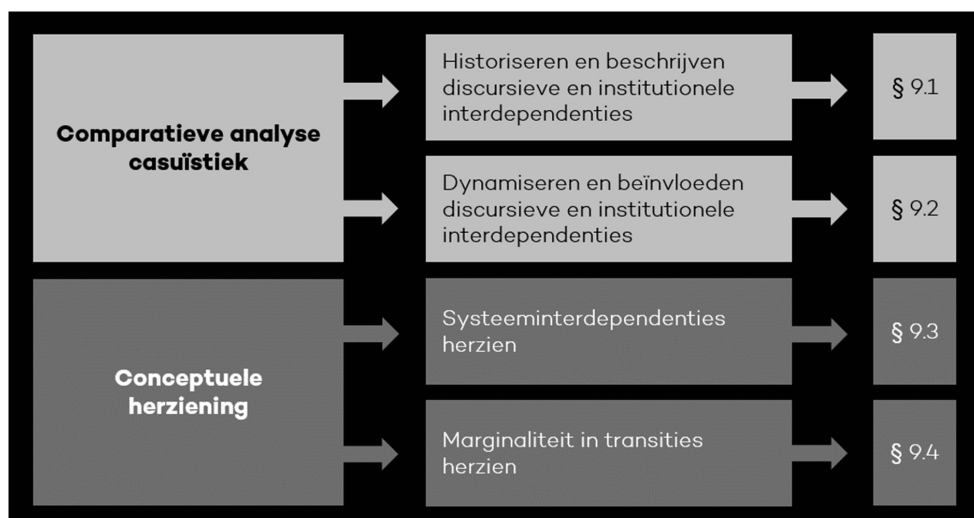 Comparatieve analyse
casuïstiek
Historiseren en beschrijven
discursieve en institutionele
interdependenties
§ 9.1
Dynamiseren en beïnvloeden
discursieve en institutionele
interdependenties
§ 9.2
Conceptuele
herziening
Systeeminterdependenties
herzien
§ 9.3
Marginaliteit in transities
herzien
§ 9.4